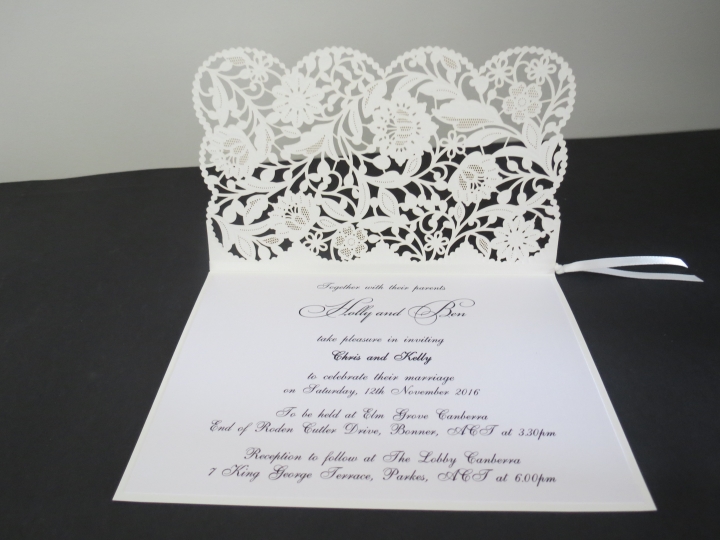 Together with their parents
Holly and Ben
take pleasure in inviting
Chris and Kelly
to celebrate their marriage
on Saturday, 12th November 2016
To be held at Elm Grove Canberra
End of Roden Cutler Drive, Bonner, ACT at 3.30pm
Reception to follow at The Lobby Canberra
7 King George Terrace, Parkes, ACT at 6.00pm